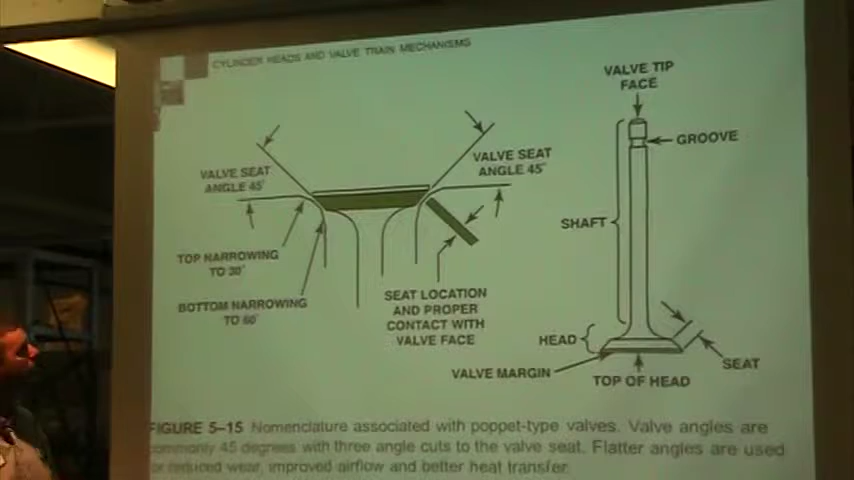 CYLINDER HEADS AND VALVE TRAIN MECHANISMS
VALVE TIP
FACE
GROOVE
VALVE SEAT
ANGLE 45°
VALVE SEAT
ANGLE 45°
SHAFT
TOP NARROWING
TO 30°
BOTTOM NARROWING
TO 60°
SEAT LOCATION
AND PROPER
CONTACT WITH
VALVE FACE
HEAD
SEAT
VALVE MARGIN
TOP OF HEAD
FIGURE 5–15 Nomenclature associated with poppet-type valves. Valve angles are
commonly 45 degrees with three angle cuts to the valve seat. Flatter angles are used
for reduced wear, improved airflow and better heat transfer.